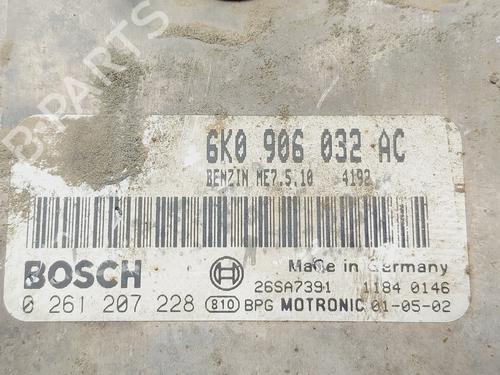 6K0 906 032 AC
BENZIN ME7.5.10 4192
BOSCH
Made in Germany
0 261 207 228
26SA7391 1184 0146
810 BPG MOTRONIC 01-05-02
B-Parts